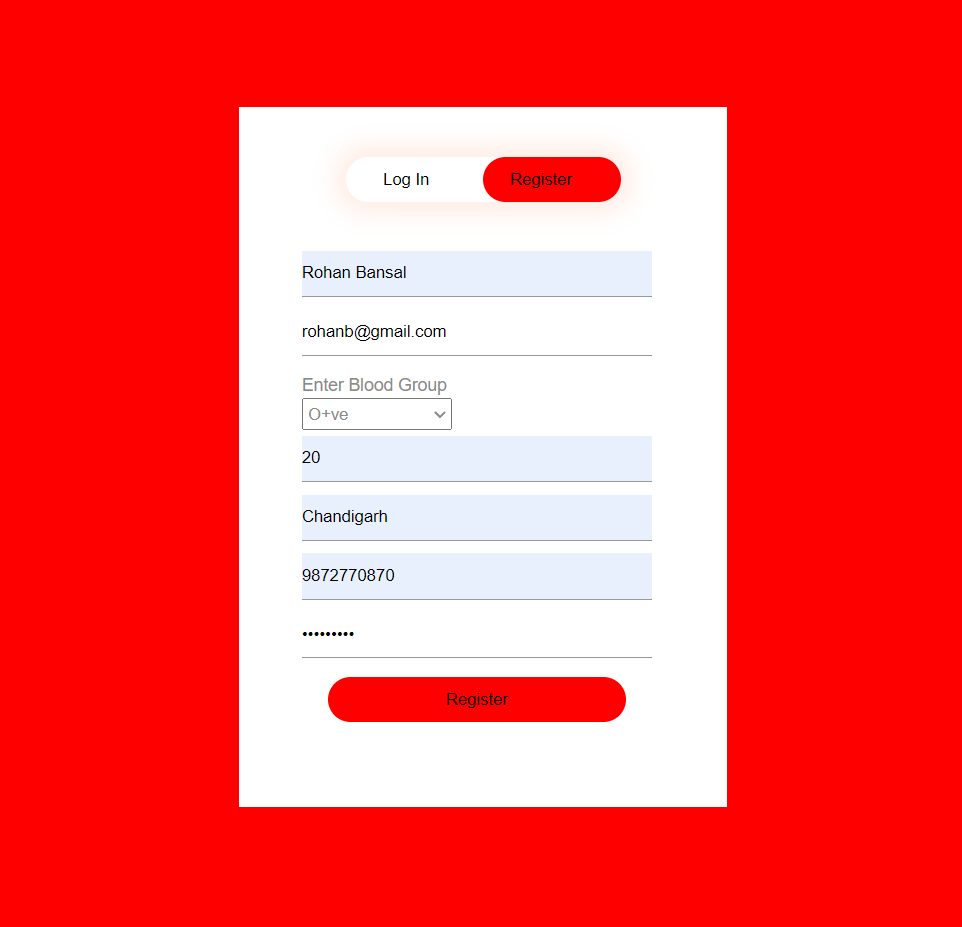 Log In Register
Rohan Bansal
rohanb@gmail.com
Enter Blood Group
O+ve
20
Chandigarh
9872770870
•••••••••
Register